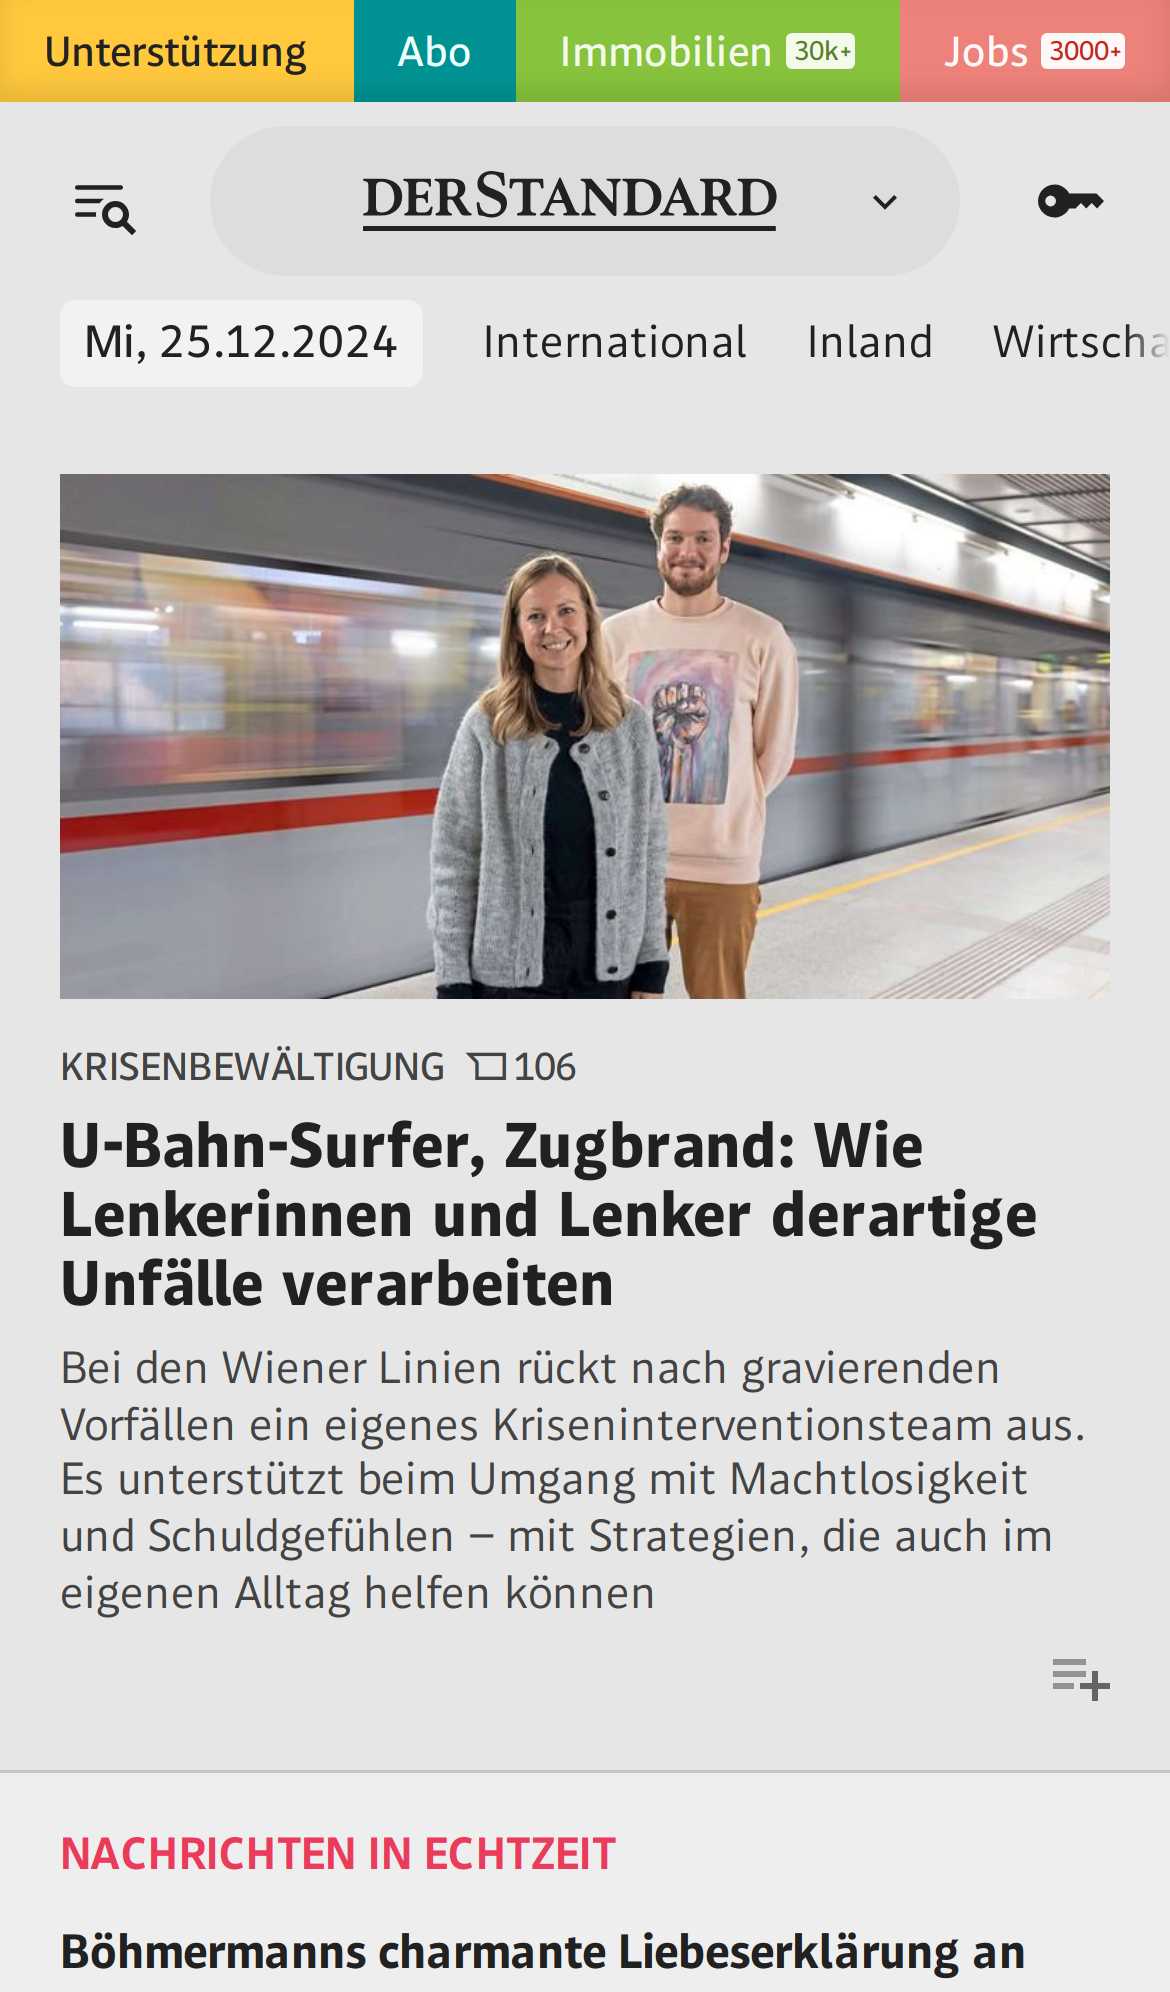 Unterstützung
Abo
Immobilien 30k+
Jobs 3000+
DERSTANDARD
Mi, 25.12.2024
International
Inland
Wirtscha
KRISENBEWÄLTIGUNG 106
U-Bahn-Surfer, Zugbrand: Wie
Lenkerinnen und Lenker derartige
Unfälle verarbeiten
Bei den Wiener Linien rückt nach gravierenden
Vorfällen ein eigenes Kriseninterventionsteam aus.
Es unterstützt beim Umgang mit Machtlosigkeit
und Schuldgefühlen – mit Strategien, die auch im
eigenen Alltag helfen können
NACHRICHTEN IN ECHTZEIT
Böhmermanns charmante Liebeserklärung an